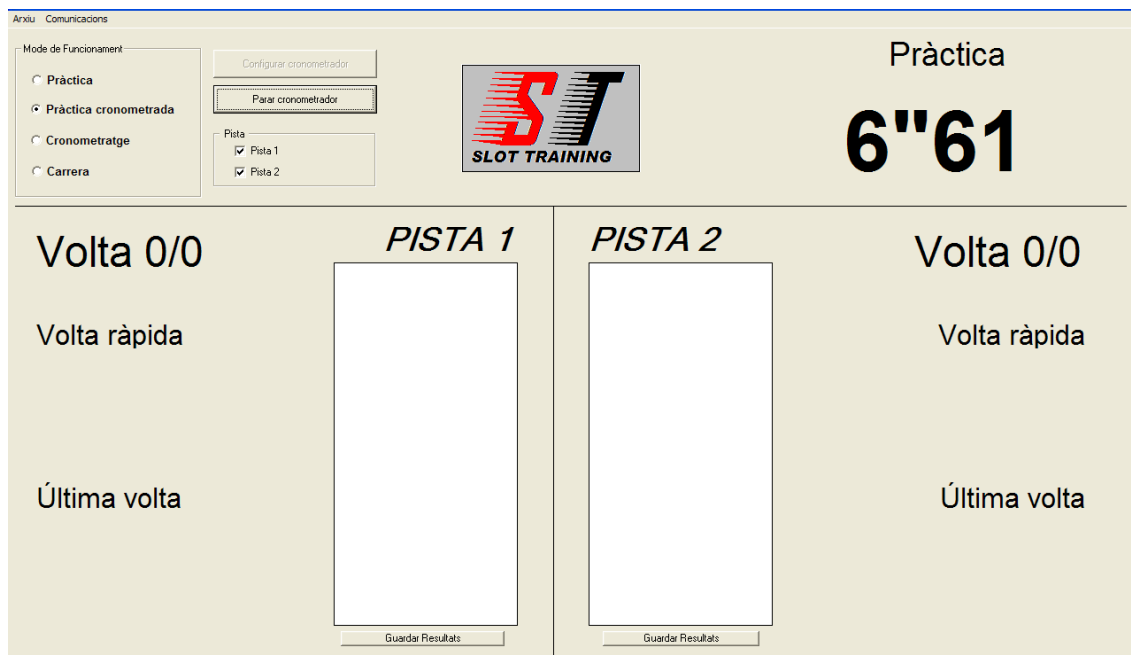 Arxiu Comunicacions
Mode de Funcionament
Pràctica
Pràctica cronometrada
Cronometratge
Carrera
Configurar cronometrador
Parar cronometrador
Pista
Pista 1
Pista 2
ST
SLOT TRAINING
Pràctica
6"61
Volta 0/0
PISTA 1
Volta ràpida
Última volta
Guardar Resultats
PISTA 2
Volta 0/0
Volta ràpida
Última volta
Guardar Resultats